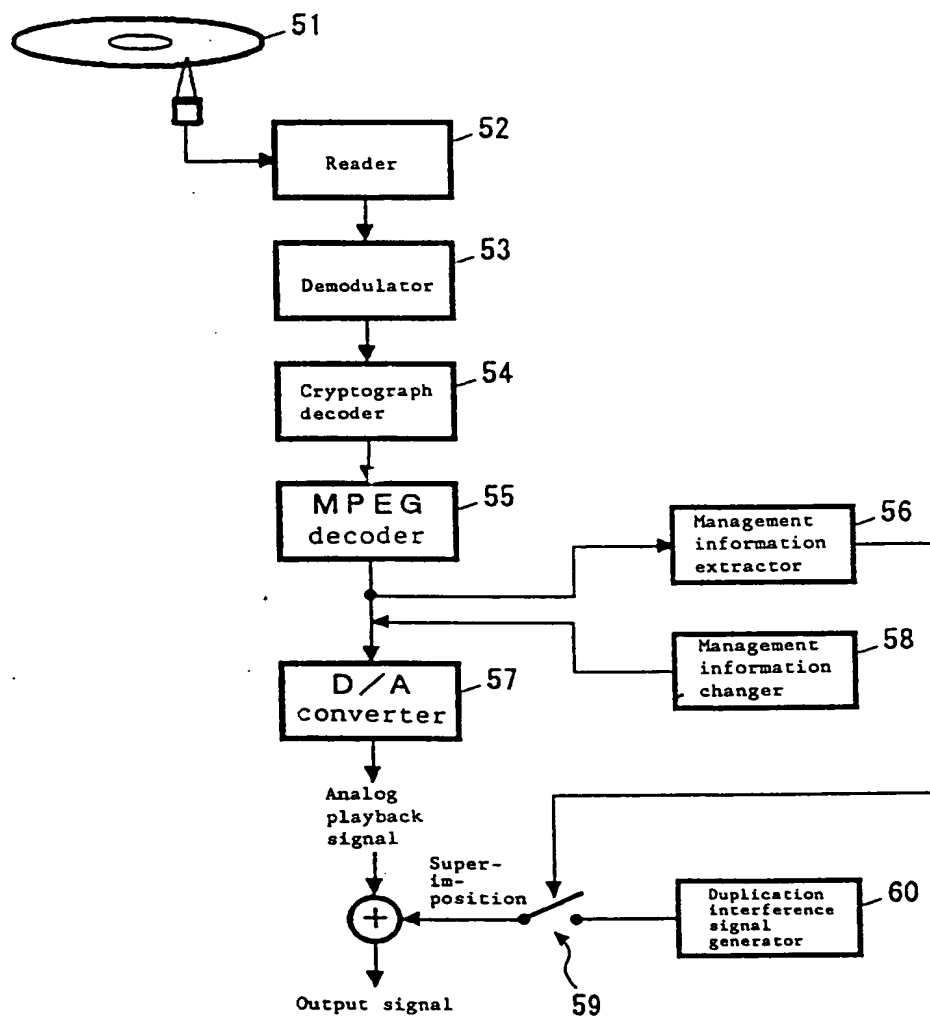 51
52
Reader
53
Demodulator
54
Cryptograph
decoder
55
MPEG
decoder
56
Management
information
extractor
58
Management
information
changer
57
D/A
converter
Analog
playback
signal
Super-
im-
position
+
59
60
Duplication
interference
signal
generator
Output signal